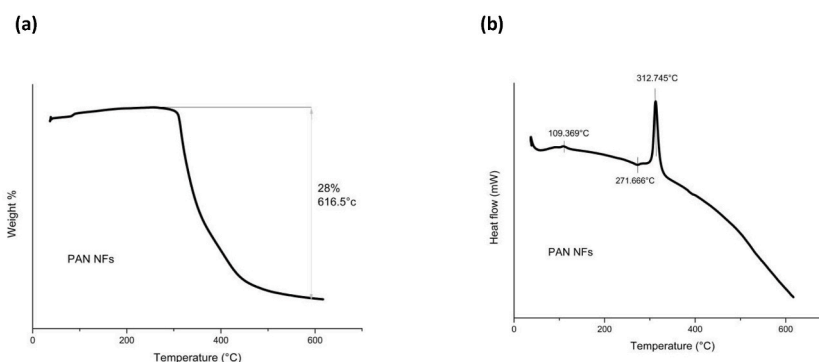 (a)
Weight %
28%
616.5°c
PAN NFs
0
200
400
600
Temperature (°C)
(b)
312.745°C
109.369°C
271.666°C
Heat flow (mW)
PAN NFs
0
200
400
600
Temperature (°C)